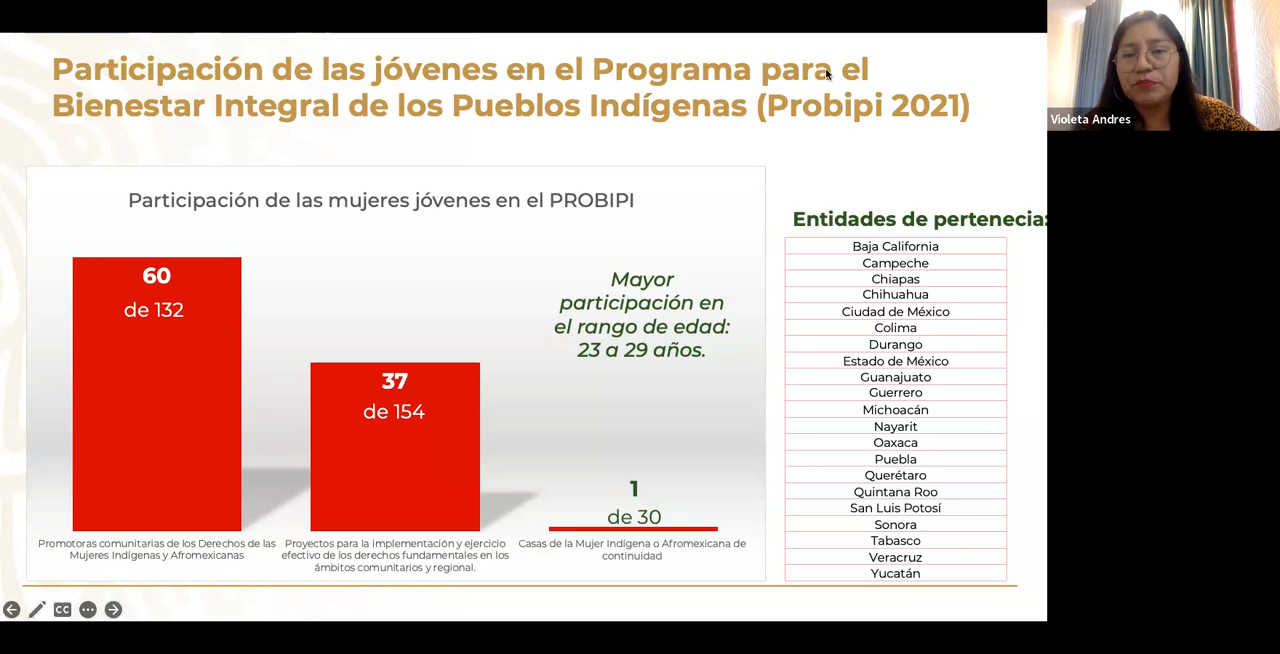 Participación de las jóvenes en el Programa para el
Bienestar Integral de los Pueblos Indígenas (Probipi 2021)
Violeta Andres
Participación de las mujeres jóvenes en el PROBIPI
60
de 132
37
de 154
Mayor
participación en
el rango de edad:
23 a 29 años.
1
de 30
Promotoras comunitarias de los Derechos de las
Mujeres Indígenas y Afromexicanas
Proyectos para la implementación y ejercicio
efectivo de los derechos fundamentales en los
ámbitos comunitarios y regional.
Casas de la Mujer Indígena o Afromexicana de
continuidad
Entidades de pertenecia:
Baja California
Campeche
Chiapas
Chihuahua
Ciudad de México
Colima
Durango
Estado de México
Guanajuato
Guerrero
Michoacán
Nayarit
Oaxaca
Puebla
Querétaro
Quintana Roo
San Luis Potosí
Sonora
Tabasco
Veracruz
Yucatán
CC